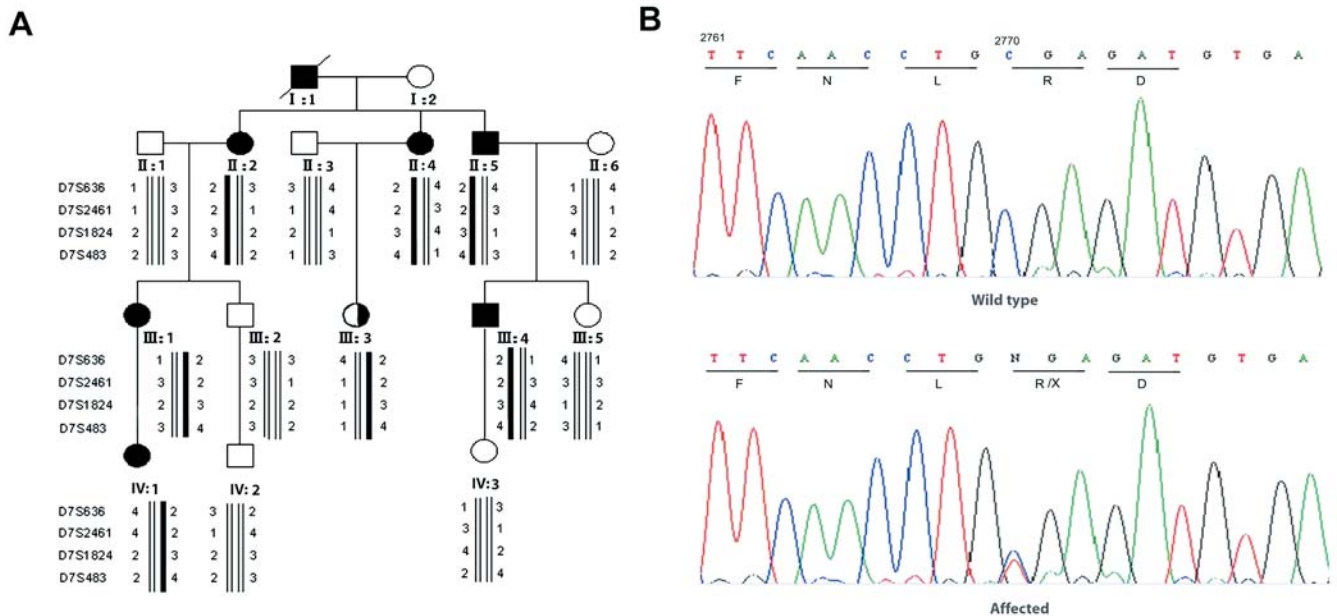 A
Ⅰ:1 Ⅰ:2
Ⅱ:1 Ⅱ:2 Ⅱ:3 Ⅱ:4 Ⅱ:5 Ⅱ:6
D7S636 1 3 2 3 3 4 2 4 2 4 1 4
D7S2461 1 3 2 1 1 4 2 3 2 3 3 1
D7S1824 2 2 3 2 2 1 3 4 3 1 4 2
D7S483 2 3 4 2 1 3 4 1 4 3 1 2
Ⅲ:1 Ⅲ:2 Ⅲ:3 Ⅲ:4 Ⅲ:5
D7S636 1 2 3 3 4 2 2 1 4 1
D7S2461 3 2 3 1 4 2 2 3 3 3
D7S1824 2 3 2 2 1 3 3 4 1 2
D7S483 3 4 3 2 1 4 4 2 3 1
IV:1 IV:2 IV:3
D7S636 4 2 3 2 1 3
D7S2461 4 2 1 4 3 1
D7S1824 2 3 2 3 4 2
D7S483 2 4 2 3 2 4
B
2761 2770
T T C A A C C T G C G A G A T G T G A
F N L R D
Wild type
T T C A A C C T G N G A G A T G T G A
F N L R/X D
Affected